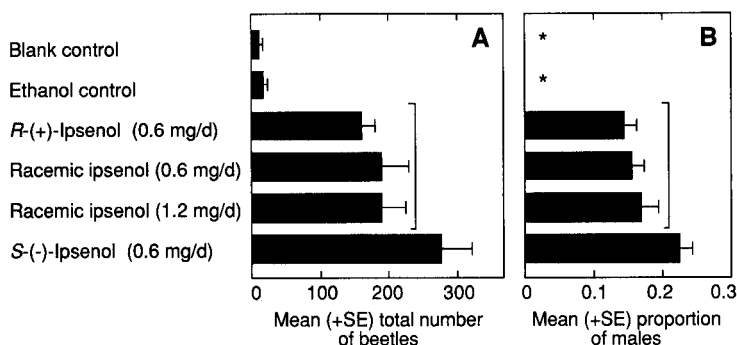 A
B
Blank control
*
Ethanol control
*
R-(+)-Ipsenol (0.6 mg/d)
Racemic ipsenol (0.6 mg/d)
Racemic ipsenol (1.2 mg/d)
S-(-)-Ipsenol (0.6 mg/d)
0 100 200 300
0 0.1 0.2 0.3
Mean (+SE) total number
of beetles
Mean (+SE) proportion
of males